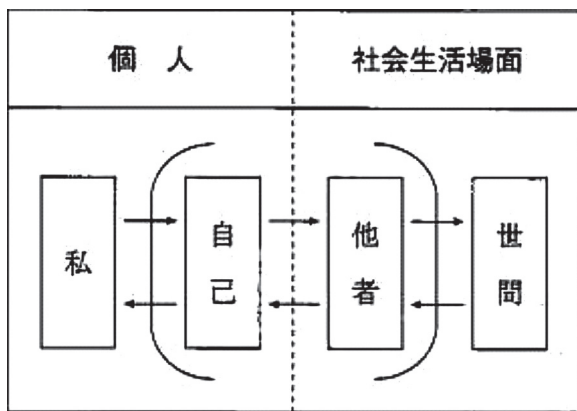 個 人
社会生活場面
私
自己
他者
世間